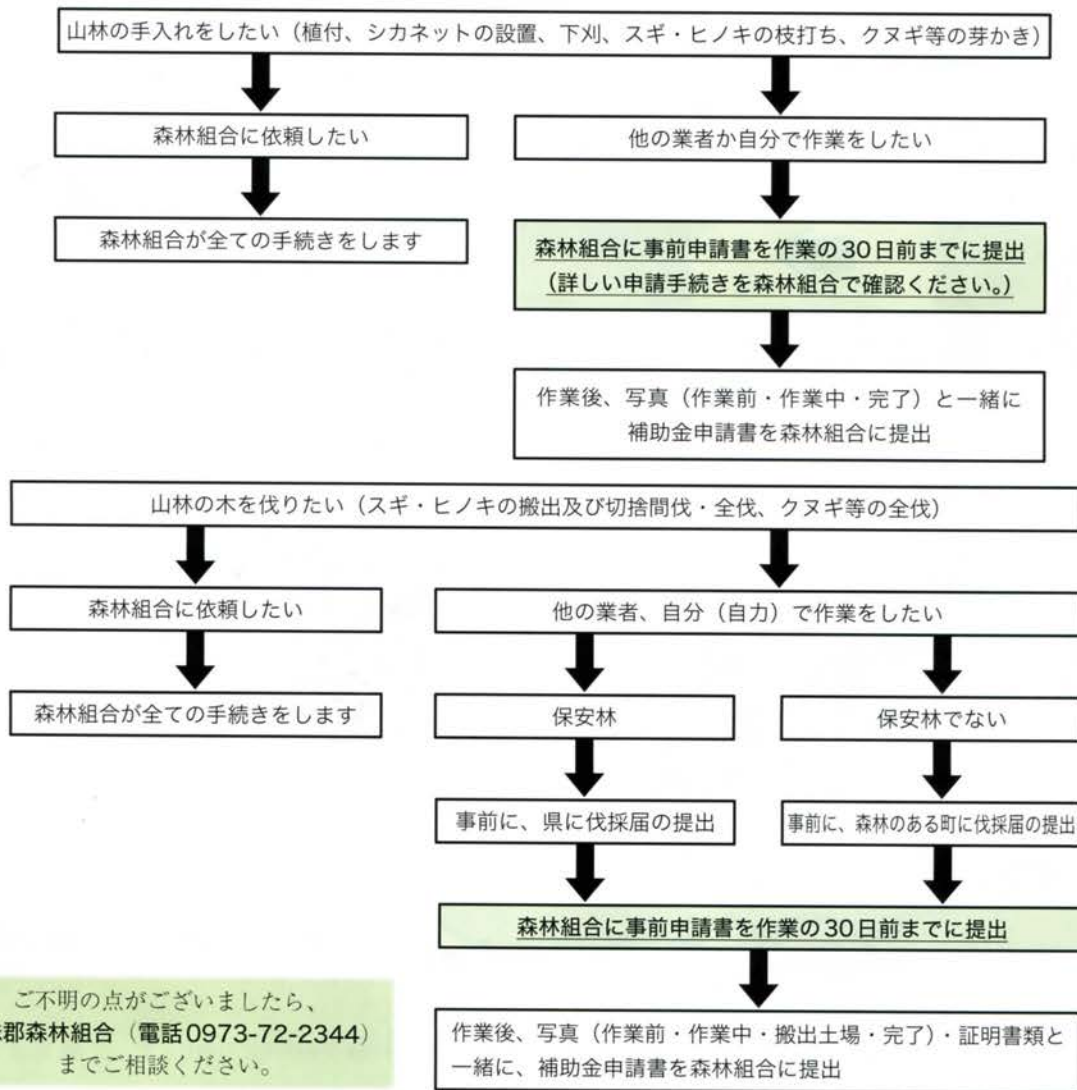 山林の手入れをしたい（植付、シカネットの設置、下刈、スギ・ヒノキの枝打ち、クヌギ等の芽かき）
森林組合に依頼したい
他の業者か自分で作業をしたい
森林組合が全ての手続きをします
森林組合に事前申請書を作業の30日前までに提出
（詳しい申請手続きを森林組合で確認ください。）
作業後、写真（作業前・作業中・完了）と一緒に
補助金申請書を森林組合に提出
山林の木を伐りたい（スギ・ヒノキの搬出及び切捨間伐・全伐、クヌギ等の全伐）
森林組合に依頼したい
他の業者、自分（自力）で作業をしたい
森林組合が全ての手続きをします
保安林
保安林でない
事前に、県に伐採届の提出
事前に、森林のある町に伐採届の提出
森林組合に事前申請書を作業の30日前までに提出
作業後、写真（作業前・作業中・搬出土場・完了）・証明書類と
一緒に、補助金申請書を森林組合に提出
ご不明の点がございましたら、
郡森林組合（電話0973-72-2344）
までご相談ください。